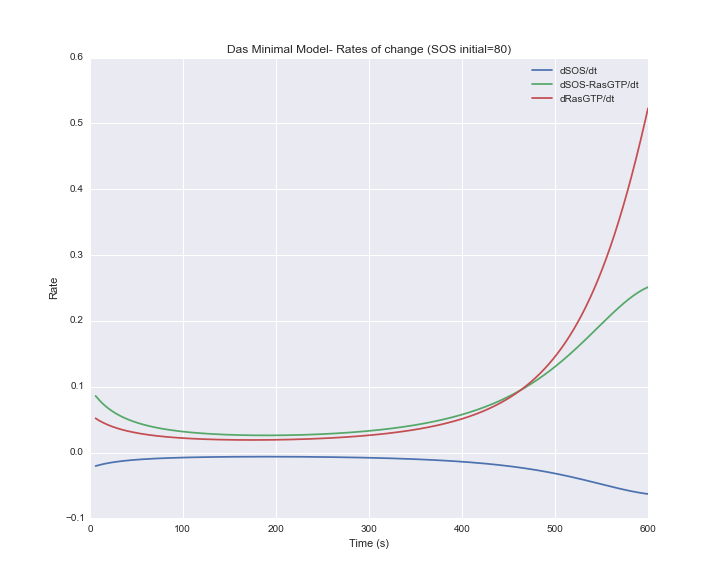 Das Minimal Model- Rates of change (SOS initial=80)
dSOS/dt
dSOS-RasGTP/dt
dRasGTP/dt
0.6
0.5
0.4
0.3
0.2
0.1
0.0
−0.1
Rate
0 100 200 300 400 500 600
Time (s)